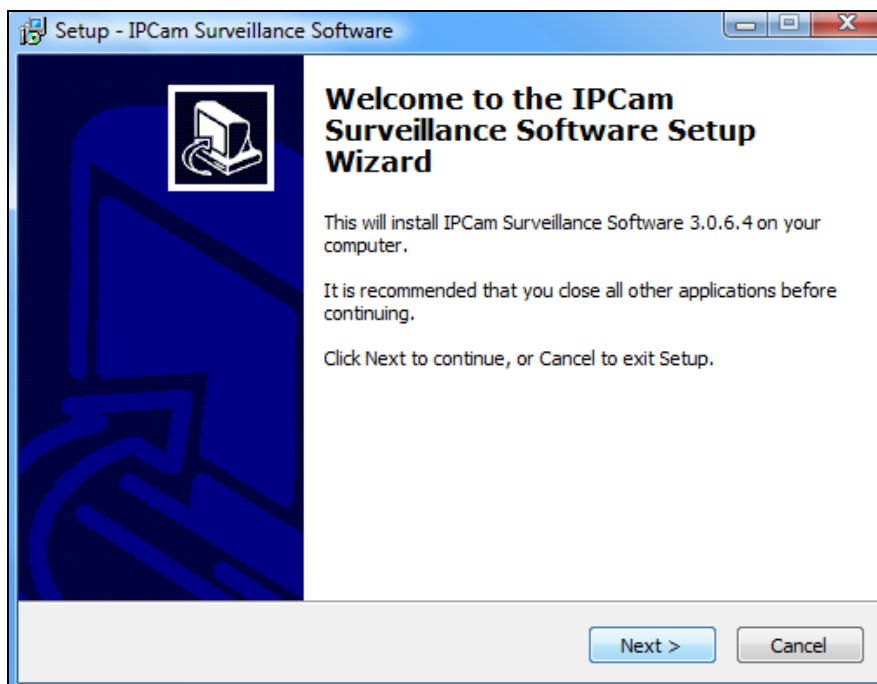 Setup - IPCam Surveillance Software
Welcome to the IPCam
Surveillance Software Setup
Wizard
This will install IPCam Surveillance Software 3.0.6.4 on your
computer.
It is recommended that you close all other applications before
continuing.
Click Next to continue, or Cancel to exit Setup.
Next >
Cancel